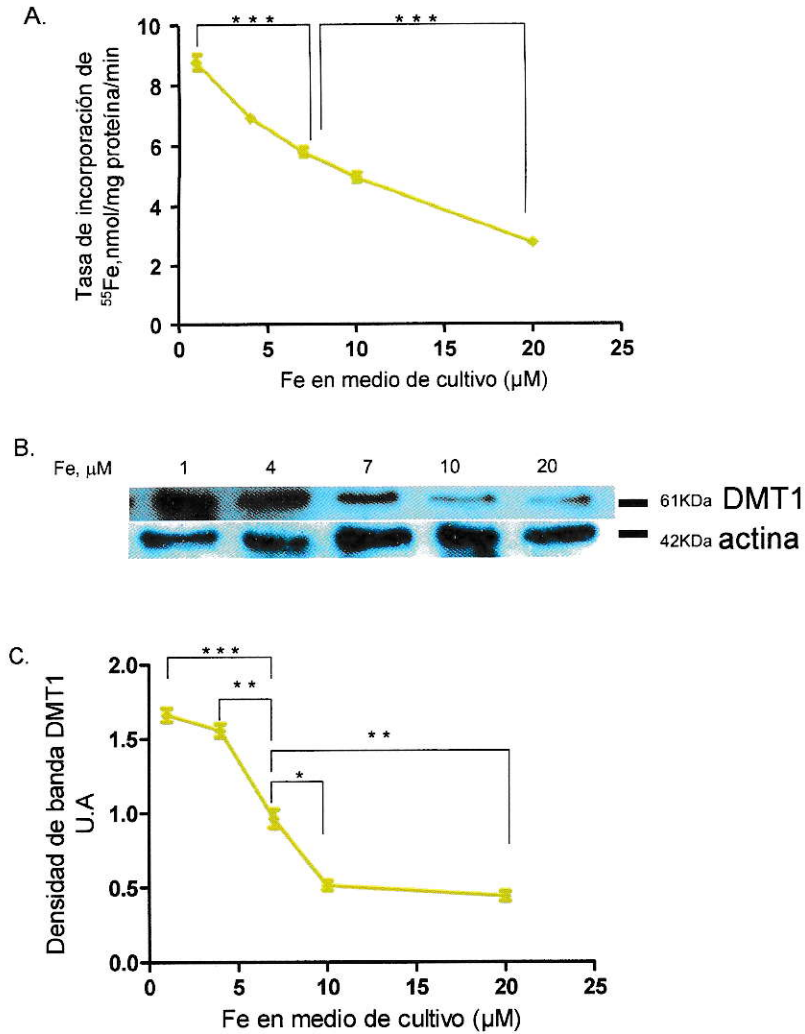 A.
* * *
* * *
10
8
6
4
2
0
Tasa de incorporación de
⁵⁵Fe,nmol/mg proteína/min
0 5 10 15 20 25
Fe en medio de cultivo (µM)
B.
Fe, µM 1 4 7 10 20
61KDa DMT1
42KDa actina
C.
* * *
* *
* *
*
2.0
1.5
1.0
0.5
0.0
Densidad de banda DMT1
U.A
0 5 10 15 20 25
Fe en medio de cultivo (µM)